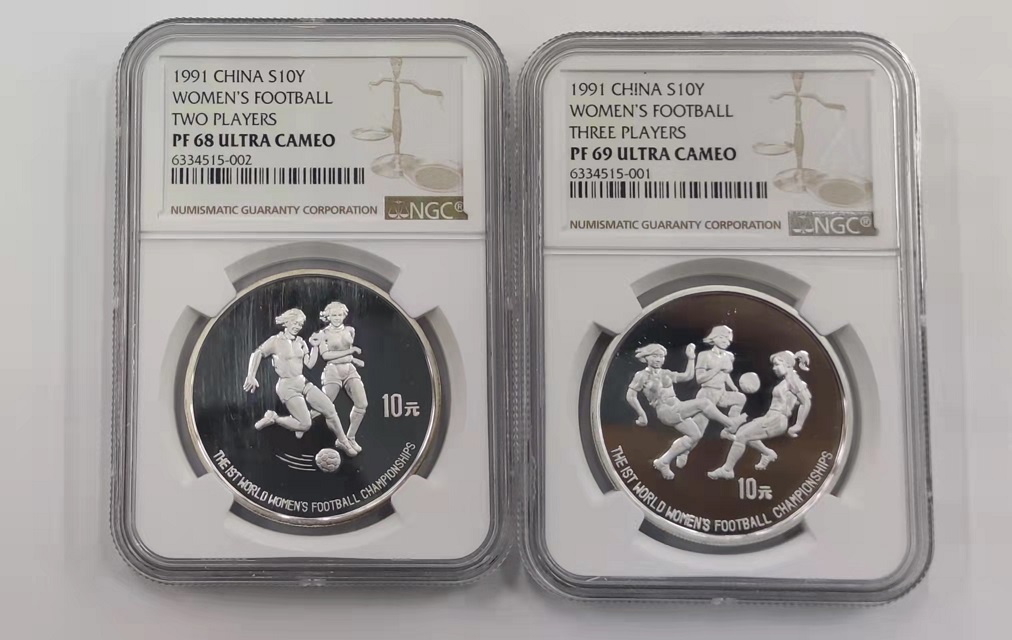 1991 CHINA S10Y
WOMEN'S FOOTBALL
TWO PLAYERS
PF 68 ULTRA CAMEO
6334515-002
NUMISMATIC GUARANTY CORPORATION
NGC®
10元
THE 1ST WORLD WOMEN'S FOOTBALL CHAMPIONSHIPS
1991 CHINA S10Y
WOMEN'S FOOTBALL
THREE PLAYERS
PF 69 ULTRA CAMEO
6334515-001
NUMISMATIC GUARANTY CORPORATION
NGC®
10元
THE 1ST WORLD WOMEN'S FOOTBALL CHAMPIONSHIPS